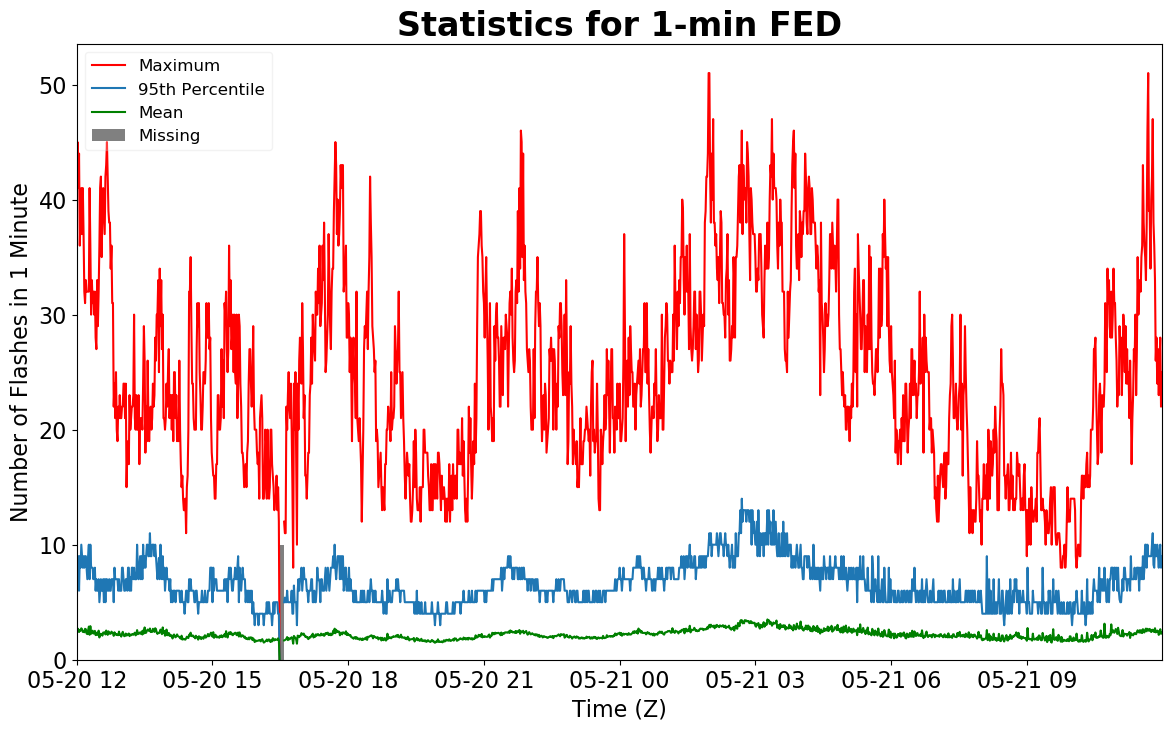 Statistics for 1-min FED
Maximum
95th Percentile
Mean
Missing
Number of Flashes in 1 Minute
50
40
30
20
10
0
05-20 12
05-20 15
05-20 18
05-20 21
05-21 00
05-21 03
05-21 06
05-21 09
Time (Z)